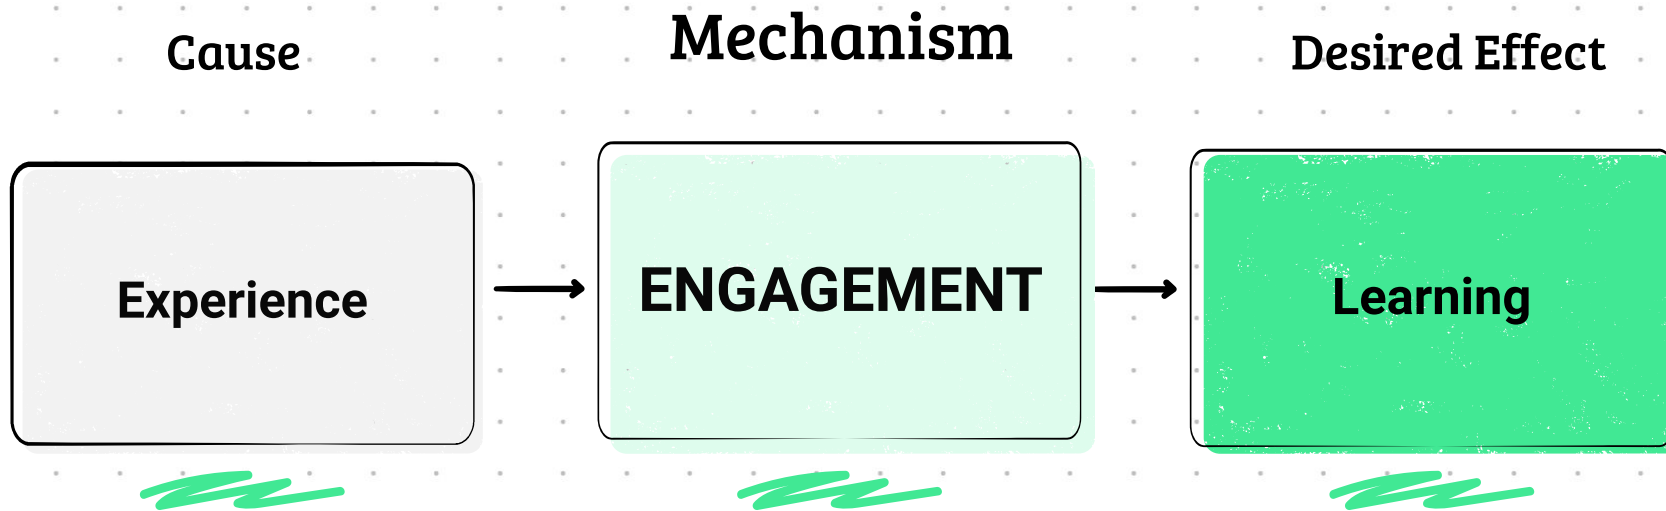 Cause
Mechanism
Desired Effect
Experience
ENGAGEMENT
Learning